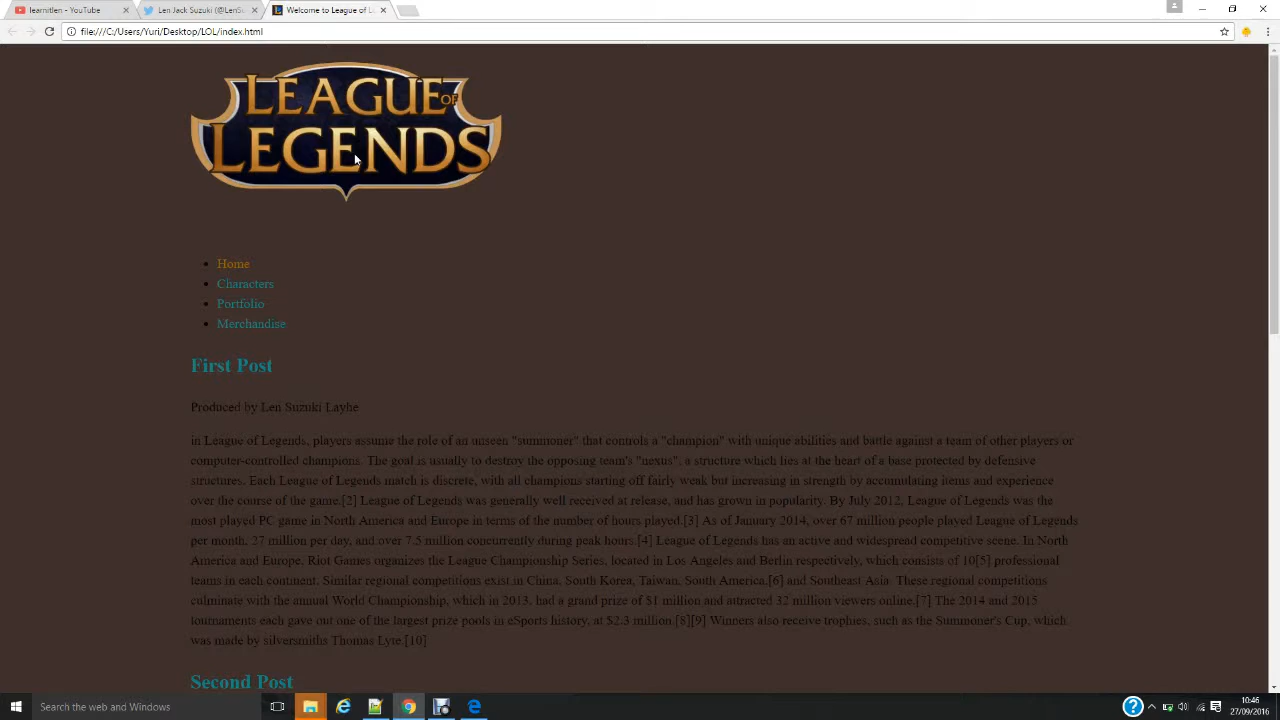 learnitlen - YouTube
Len Jack Suzuki (@LenSu
Welcome to League of L
file:///C:/Users/Yuri/Desktop/LOL/index.html
LEAGUE OF
LEGENDS
Home
Characters
Portfolio
Merchandise
First Post
Produced by Len Suzuki Layhe
in League of Legends, players assume the role of an unseen "summoner" that controls a "champion" with unique abilities and battle against a team of other players or
computer-controlled champions. The goal is usually to destroy the opposing team's "nexus", a structure which lies at the heart of a base protected by defensive
structures. Each League of Legends match is discrete, with all champions starting off fairly weak but increasing in strength by accumulating items and experience
over the course of the game.[2] League of Legends was generally well received at release, and has grown in popularity. By July 2012, League of Legends was the
most played PC game in North America and Europe in terms of the number of hours played.[3] As of January 2014, over 67 million people played League of Legends
per month, 27 million per day, and over 7.5 million concurrently during peak hours.[4] League of Legends has an active and widespread competitive scene. In North
America and Europe, Riot Games organizes the League Championship Series, located in Los Angeles and Berlin respectively, which consists of 10[5] professional
teams in each continent. Similar regional competitions exist in China, South Korea, Taiwan, South America,[6] and Southeast Asia. These regional competitions
culminate with the annual World Championship, which in 2013, had a grand prize of $1 million and attracted 32 million viewers online.[7] The 2014 and 2015
tournaments each gave out one of the largest prize pools in eSports history, at $2.3 million.[8][9] Winners also receive trophies, such as the Summoner's Cup, which
was made by silversmiths Thomas Lyte.[10]
Second Post
Search the web and Windows
10:46
27/09/2016